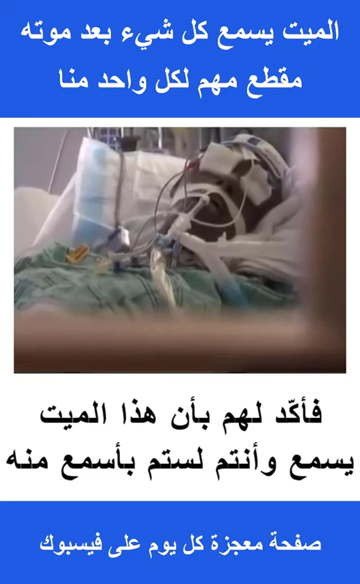 الميت يسمع كل شيء بعد موته
مقطع مهم لكل واحد منا
فأكّد لهم بأن هذا الميت
يسمع وأنتم لستم بأسمع منه
صفحة معجزة كل يوم على فيسبوك